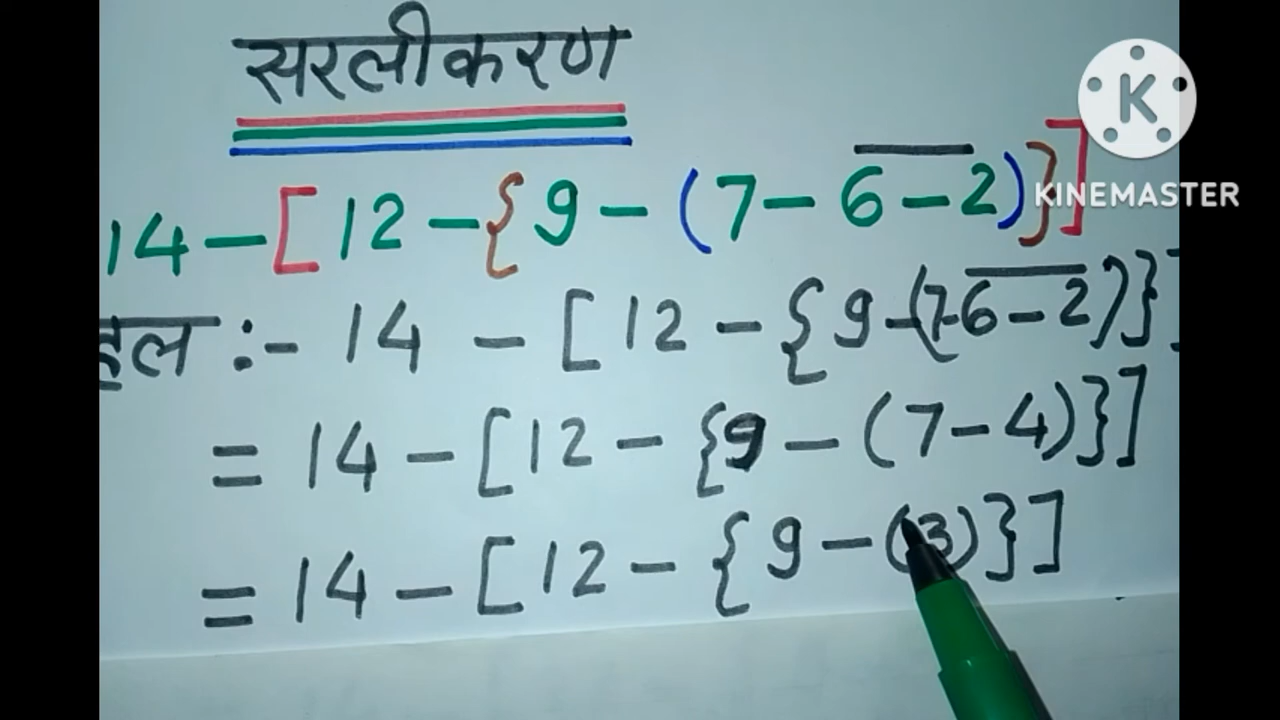 सरलीकरण
K
KINEMASTER
14-[12-{9-(7-6̅-̅2̅)}]
हल :- 14 - [12 - {9-(7-6̅-̅2̅)}]
= 14 - [12 - {9 - (7-4)}]
= 14 - [12 - {9-(3)}]